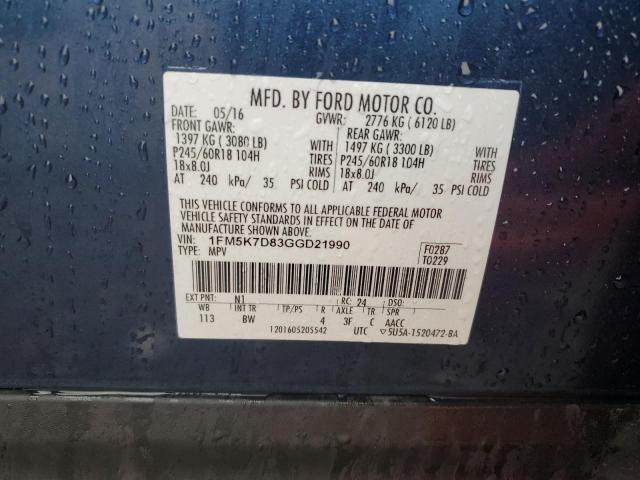 MFD. BY FORD MOTOR CO.
DATE: 05/16 GVWR: 2776 KG ( 6120 LB)
FRONT GAWR: REAR GAWR:
1397 KG ( 3080 LB) WITH 1497 KG ( 3300 LB) WITH
P245/60R18 104H TIRES P245/60R18 104H TIRES
18x8.0J RIMS 18x8.0J RIMS
AT 240 kPa/ 35 PSI COLD AT 240 kPa/ 35 PSI COLD
THIS VEHICLE CONFORMS TO ALL APPLICABLE FEDERAL MOTOR
VEHICLE SAFETY STANDARDS IN EFFECT ON THE DATE OF
MANUFACTURE SHOWN ABOVE.
VIN: 1FM5K7D83GGD21990 F0287
TYPE: MPV T0229
EXT PNT: N1 RC: 24 DSO:
WB INT TR TP/PS R AXLE TR SPR
113 BW 4 3F C AACC
1201605205542 UTC ▽5U5A-1520472-BA